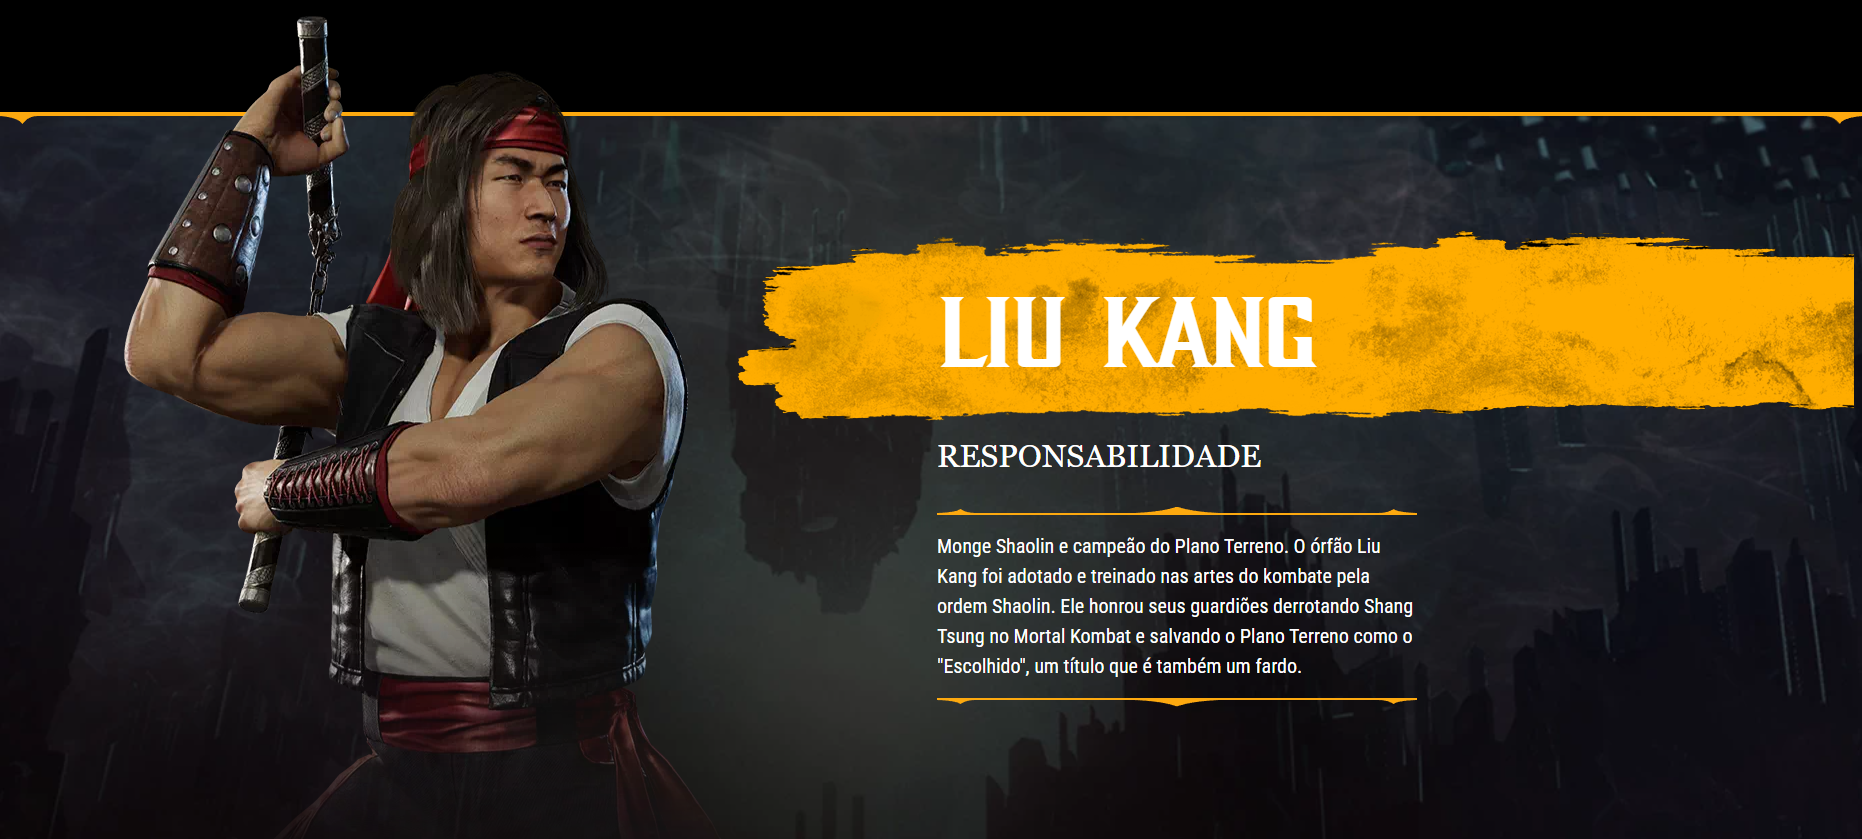 LIU KANG
RESPONSABILIDADE
Monge Shaolin e campeão do Plano Terreno. O órfão Liu
Kang foi adotado e treinado nas artes do kombate pela
ordem Shaolin. Ele honrou seus guardiões derrotando Shang
Tsung no Mortal Kombat e salvando o Plano Terreno como o
"Escolhido", um título que é também um fardo.